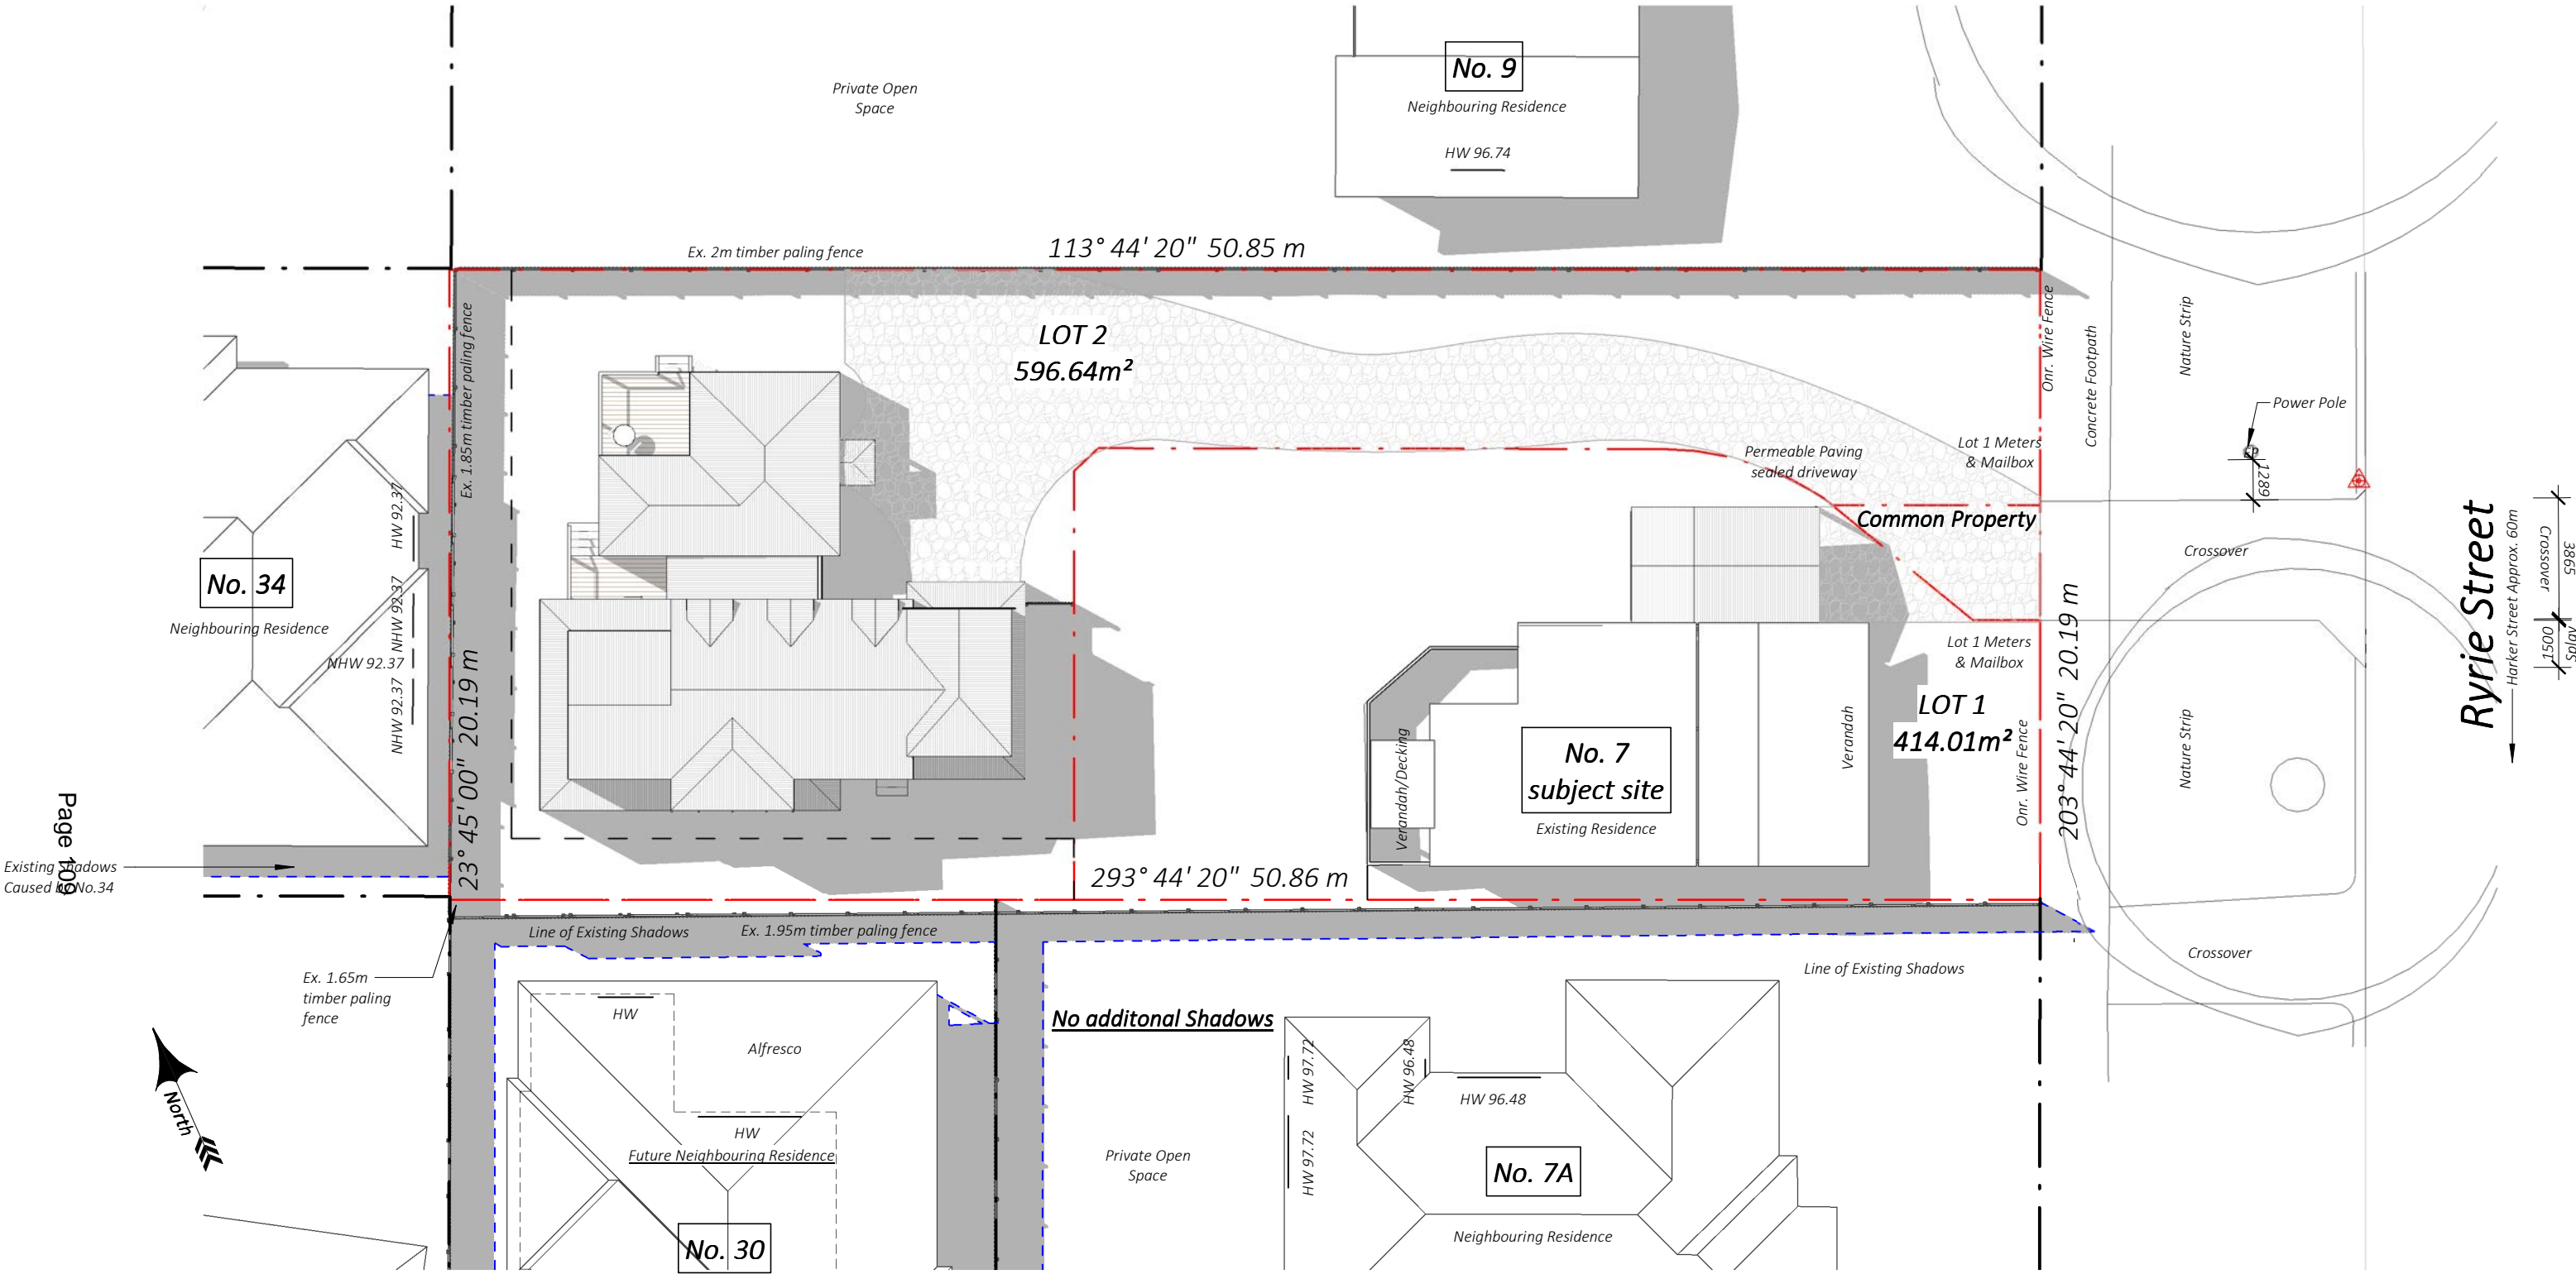 No. 9
Neighbouring Residence
HW 96.74
Private Open
Space
Ex. 2m timber paling fence
113° 44' 20" 50.85 m
LOT 2
596.64m²
Ex. 1.85m timber paling fence
Onr. Wire Fence
Concrete Footpath
Nature Strip
Power Pole
1289
Lot 1 Meters
& Mailbox
Permeable Paving
sealed driveway
Common Property
Crossover
Ryrie Street
Harker Street Approx. 60m
Crossover
3865
1500
Splay
HW 92.37
NHW 92.37
NHW 92.37
NHW 92.37
No. 34
Neighbouring Residence
23° 45' 00" 20.19 m
Lot 1 Meters
& Mailbox
LOT 1
414.01m²
203° 44' 20" 20.19 m
Onr. Wire Fence
Nature Strip
Verandah
Verandah/Decking
No. 7
subject site
Existing Residence
Page 109
Existing Shadows
Caused by No.34
293° 44' 20" 50.86 m
Line of Existing Shadows
Ex. 1.95m timber paling fence
Crossover
Line of Existing Shadows
Ex. 1.65m
timber paling
fence
HW
Alfresco
HW
Future Neighbouring Residence
No. 30
No additonal Shadows
Private Open
Space
HW 97.72
HW 97.72
HW 96.48
HW 96.48
No. 7A
Neighbouring Residence
North